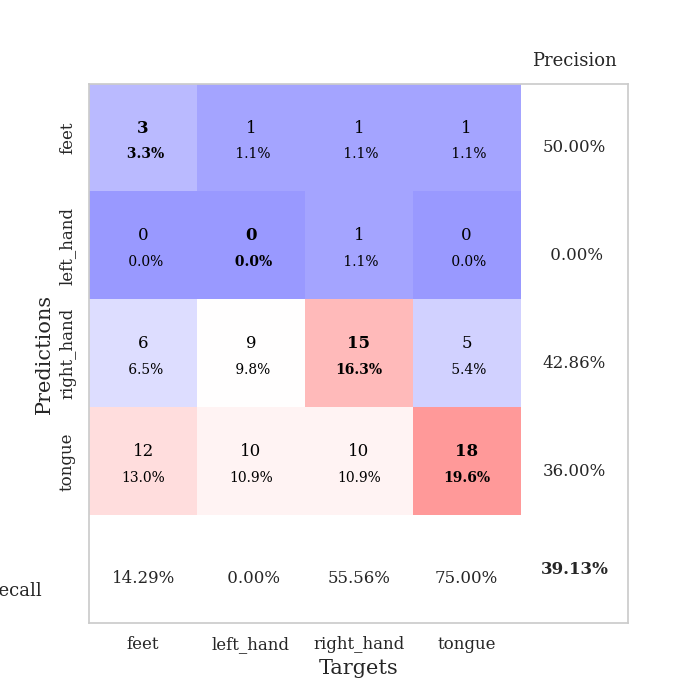 Precision
feet
3 1 1 1
50.00%
3.3% 1.1% 1.1% 1.1%
left_hand
0 0 1 0
0.00%
0.0% 0.0% 1.1% 0.0%
Predictions
right_hand
6 9 15 5
42.86%
6.5% 9.8% 16.3% 5.4%
tongue
12 10 10 18
36.00%
13.0% 10.9% 10.9% 19.6%
ecall
14.29% 0.00% 55.56% 75.00% 39.13%
feet left_hand right_hand tongue
Targets